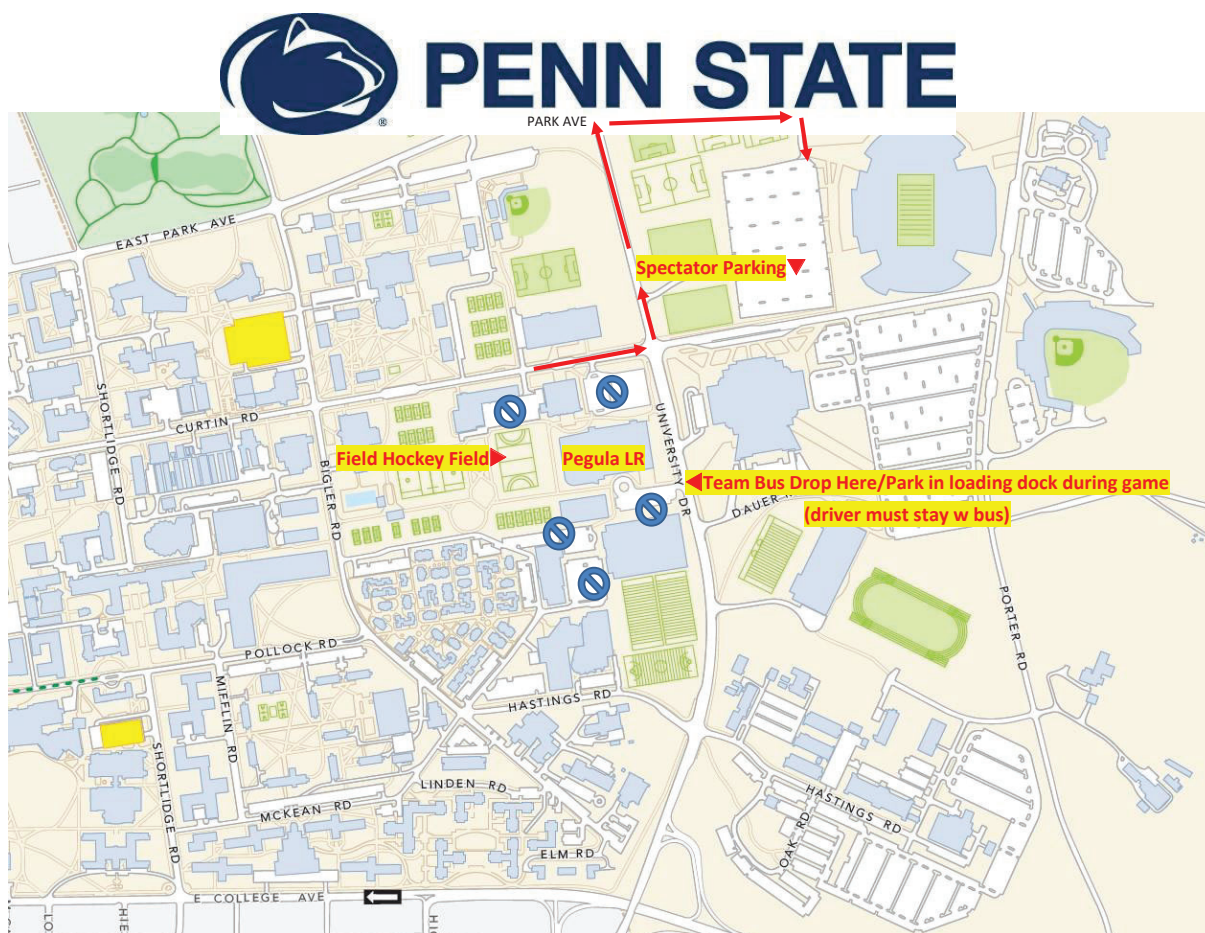 PENN STATE
®
PARK AVE
EAST PARK AVE
Spectator Parking
SHORTLIDGE RD
CURTIN RD
BIGLER RD
UNIVERSITY DR
Field Hockey Field
Pegula LR
Team Bus Drop Here/Park in loading dock during game
(driver must stay w bus)
DAUER
PORTER RD
POLLOCK RD
MIFFLIN RD
HASTINGS RD
SHORTLIDGE RD
LINDEN RD
MCKEAN RD
HASTINGS RD
OAK RD
ELM RD
E COLLEGE AVE
HIE